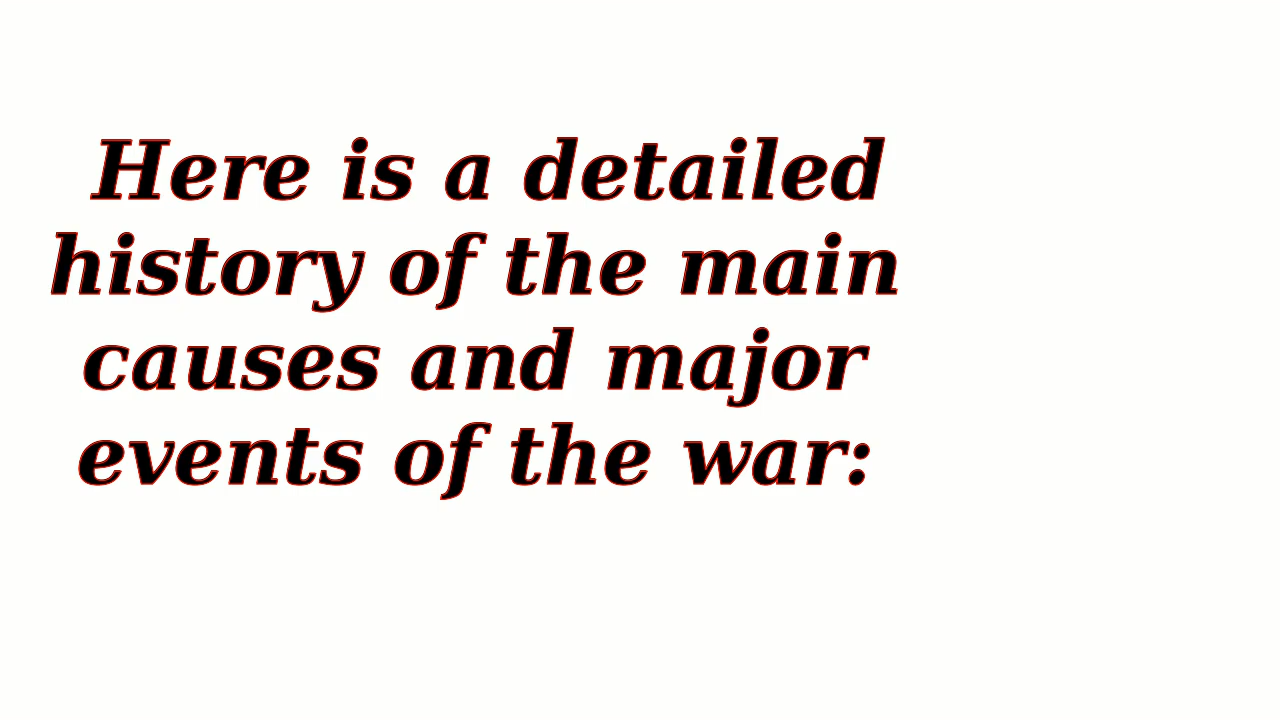 Here is a detailed
history of the main
causes and major
events of the war: